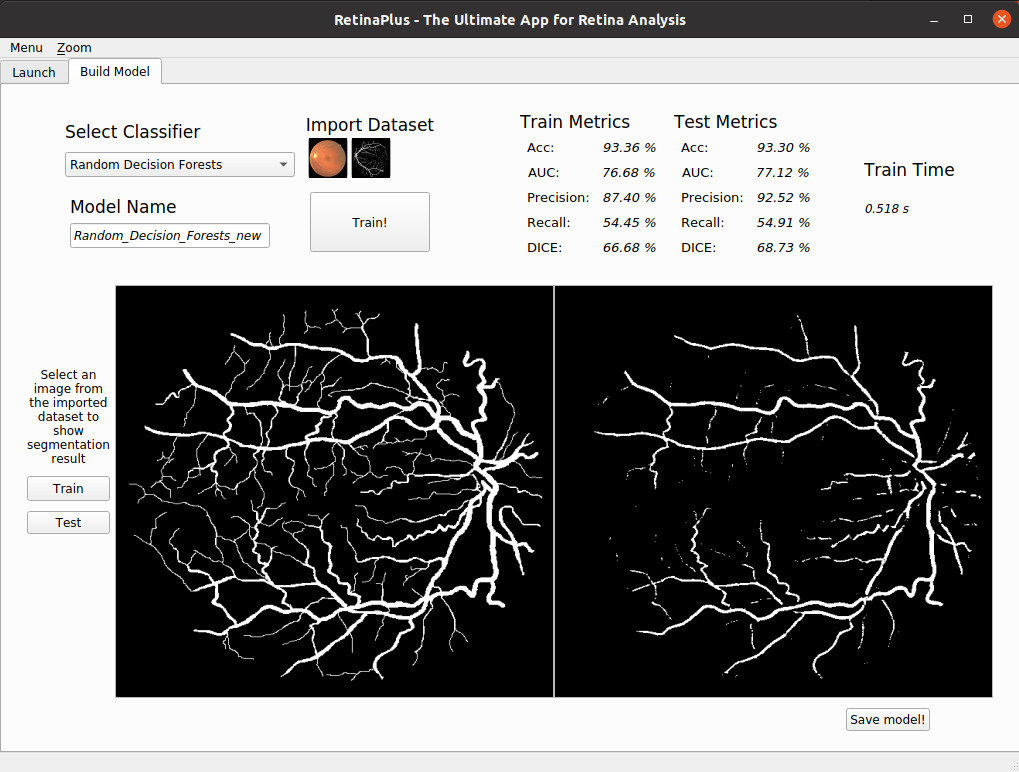 RetinaPlus - The Ultimate App for Retina Analysis
Menu Zoom
Launch Build Model
Select Classifier
Random Decision Forests
Model Name
Random_Decision_Forests_new
Import Dataset
Train!
Train Metrics
Acc: 93.36 %
AUC: 76.68 %
Precision: 87.40 %
Recall: 54.45 %
DICE: 66.68 %
Test Metrics
Acc: 93.30 %
AUC: 77.12 %
Precision: 92.52 %
Recall: 54.91 %
DICE: 68.73 %
Train Time
0.518 s
Select an
image from
the imported
dataset to
show
segmentation
result
Train
Test
Save model!